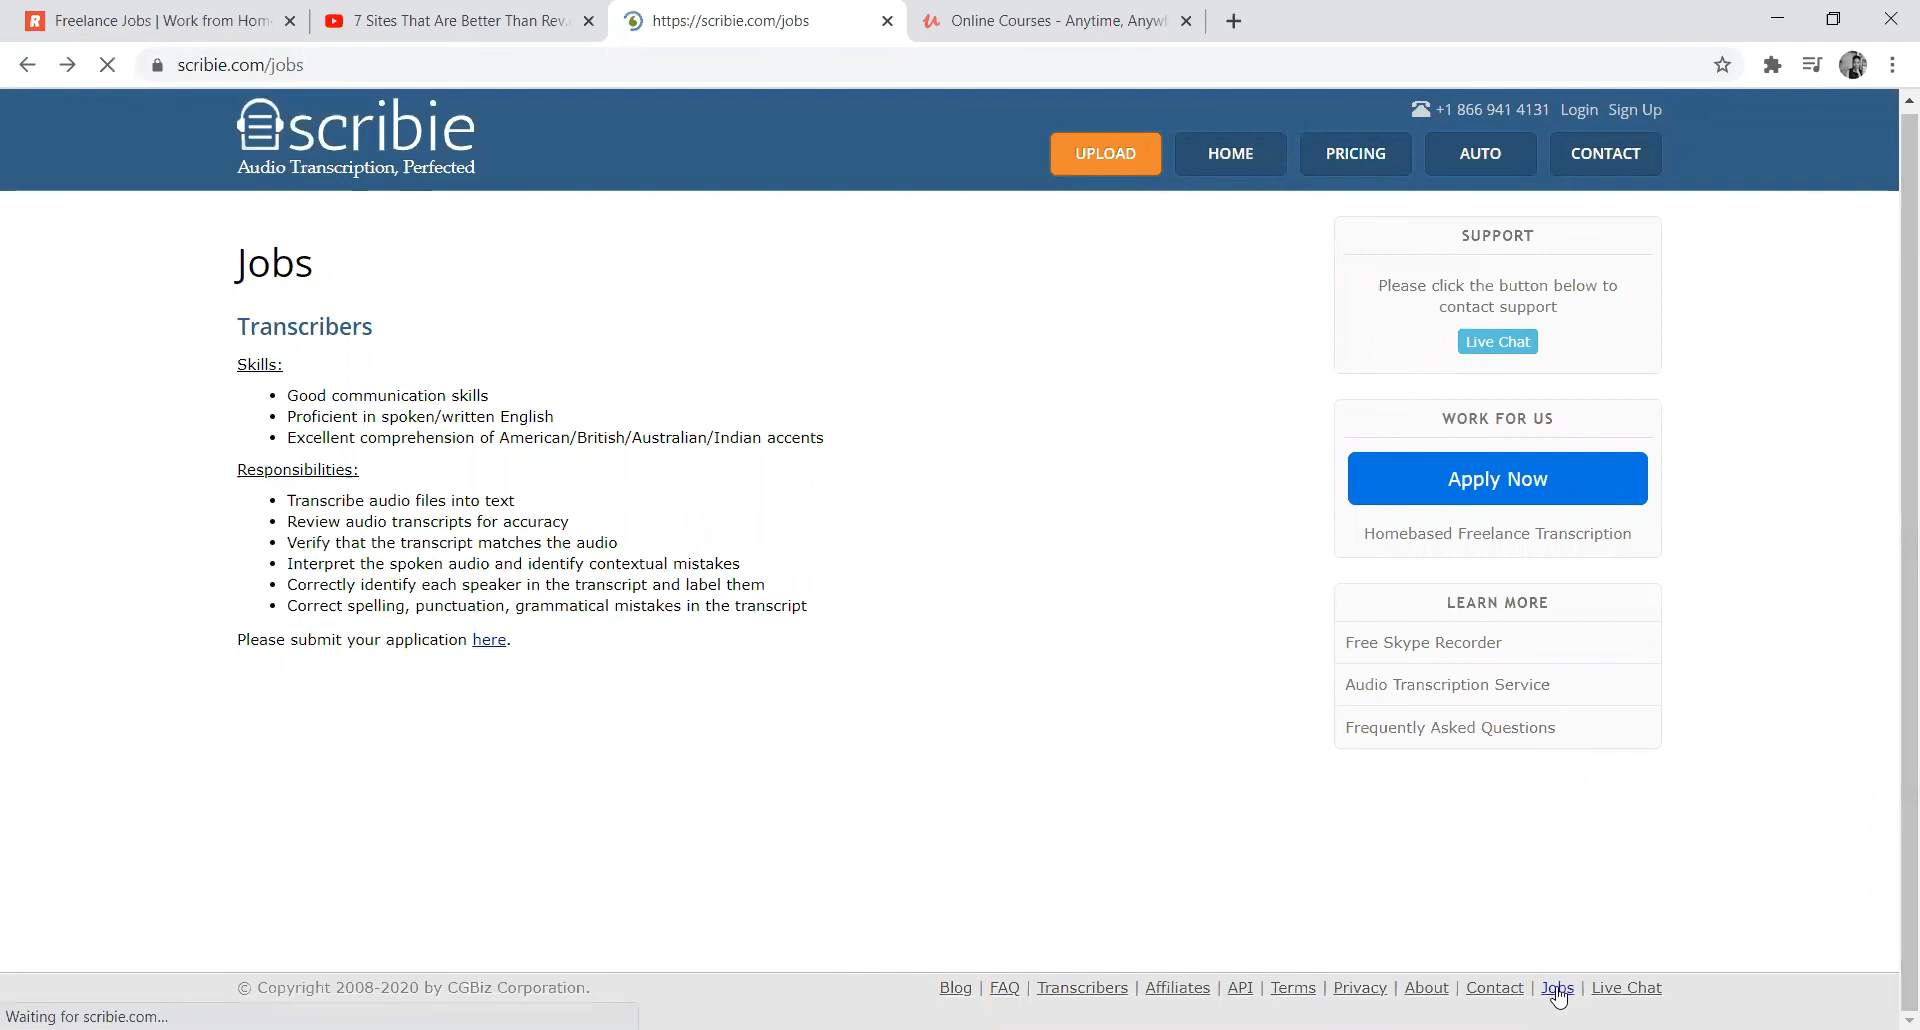 Freelance Jobs | Work from Hom
7 Sites That Are Better Than Rev.
https://scribie.com/jobs
Online Courses - Anytime, Anywh
scribie.com/jobs
scribie
Audio Transcription, Perfected
+1 866 941 4131 Login Sign Up
UPLOAD HOME PRICING AUTO CONTACT
Jobs
Transcribers
Skills:
• Good communication skills
• Proficient in spoken/written English
• Excellent comprehension of American/British/Australian/Indian accents
Responsibilities:
• Transcribe audio files into text
• Review audio transcripts for accuracy
• Verify that the transcript matches the audio
• Interpret the spoken audio and identify contextual mistakes
• Correctly identify each speaker in the transcript and label them
• Correct spelling, punctuation, grammatical mistakes in the transcript
Please submit your application here.
SUPPORT
Please click the button below to
contact support
Live Chat
WORK FOR US
Apply Now
Homebased Freelance Transcription
LEARN MORE
Free Skype Recorder
Audio Transcription Service
Frequently Asked Questions
© Copyright 2008-2020 by CGBiz Corporation.
Blog | FAQ | Transcribers | Affiliates | API | Terms | Privacy | About | Contact | Jobs | Live Chat
Waiting for scribie.com...